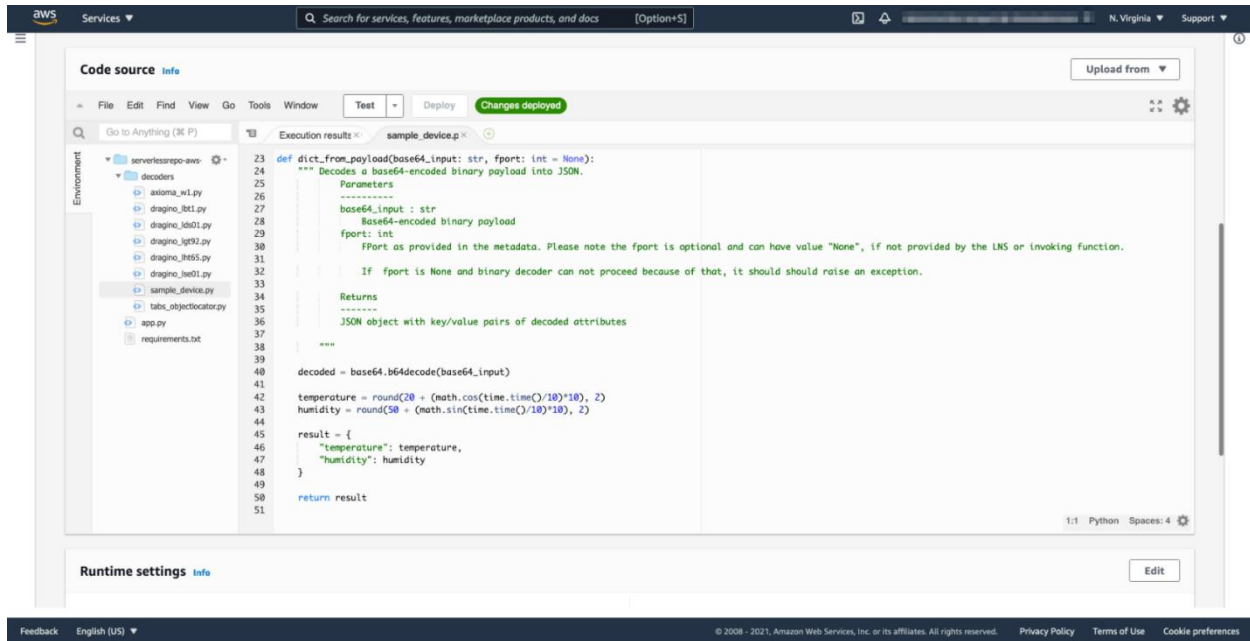 aws Services ▼ Search for services, features, marketplace products, and docs [Option+S] N. Virginia ▼ Support ▼
Code source Info Upload from ▼
File Edit Find View Go Tools Window Test Deploy Changes deployed
Go to Anything (⌘ P) Execution results × sample_device.p ×
Environment
serverlessrepo-aws-
decoders
axioma_w1.py
dragino_lbt1.py
dragino_lds01.py
dragino_lgt92.py
dragino_lht65.py
dragino_lse01.py
sample_device.py
tabs_objectlocator.py
app.py
requirements.txt
23 def dict_from_payload(base64_input: str, fport: int = None):
24 """ Decodes a base64-encoded binary payload into JSON.
25 Parameters
26 ----------
27 base64_input : str
28 Base64-encoded binary payload
29 fport: int
30 FPort as provided in the metadata. Please note the fport is optional and can have value "None", if not provided by the LNS or invoking function.
31
32 If fport is None and binary decoder can not proceed because of that, it should should raise an exception.
33
34 Returns
35 -------
36 JSON object with key/value pairs of decoded attributes
37
38 """
39
40 decoded = base64.b64decode(base64_input)
41
42 temperature = round(20 + (math.cos(time.time()/10)*10), 2)
43 humidity = round(50 + (math.sin(time.time()/10)*10), 2)
44
45 result = {
46 "temperature": temperature,
47 "humidity": humidity
48 }
49
50 return result
51
1:1 Python Spaces: 4
Runtime settings Info Edit
Feedback English (US) ▼ © 2008 - 2021, Amazon Web Services, Inc. or its affiliates. All rights reserved. Privacy Policy Terms of Use Cookie preferences